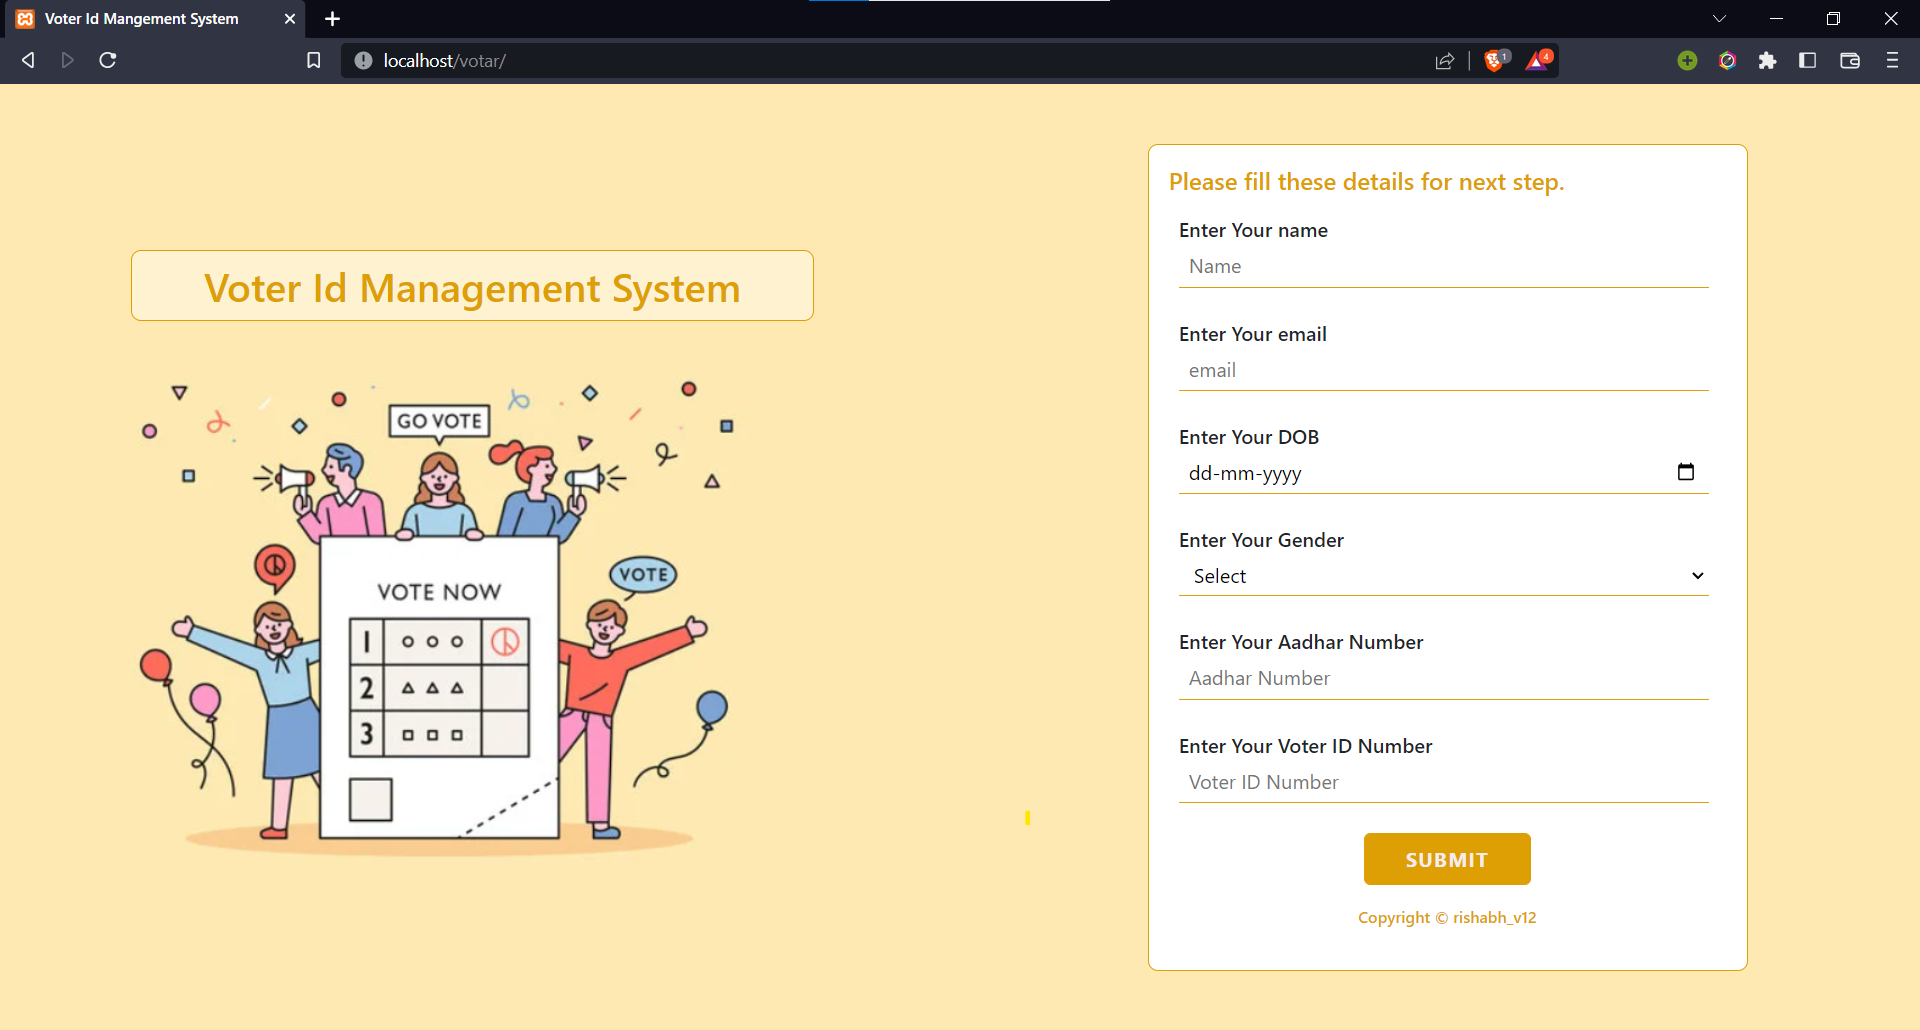 Voter Id Mangement System
localhost/votar/
1
4
Voter Id Management System
GO VOTE
VOTE
VOTE NOW
1
2
3
Please fill these details for next step.
Enter Your name
Name
Enter Your email
email
Enter Your DOB
dd-mm-yyyy
Enter Your Gender
Select
Enter Your Aadhar Number
Aadhar Number
Enter Your Voter ID Number
Voter ID Number
SUBMIT
Copyright © rishabh_v12